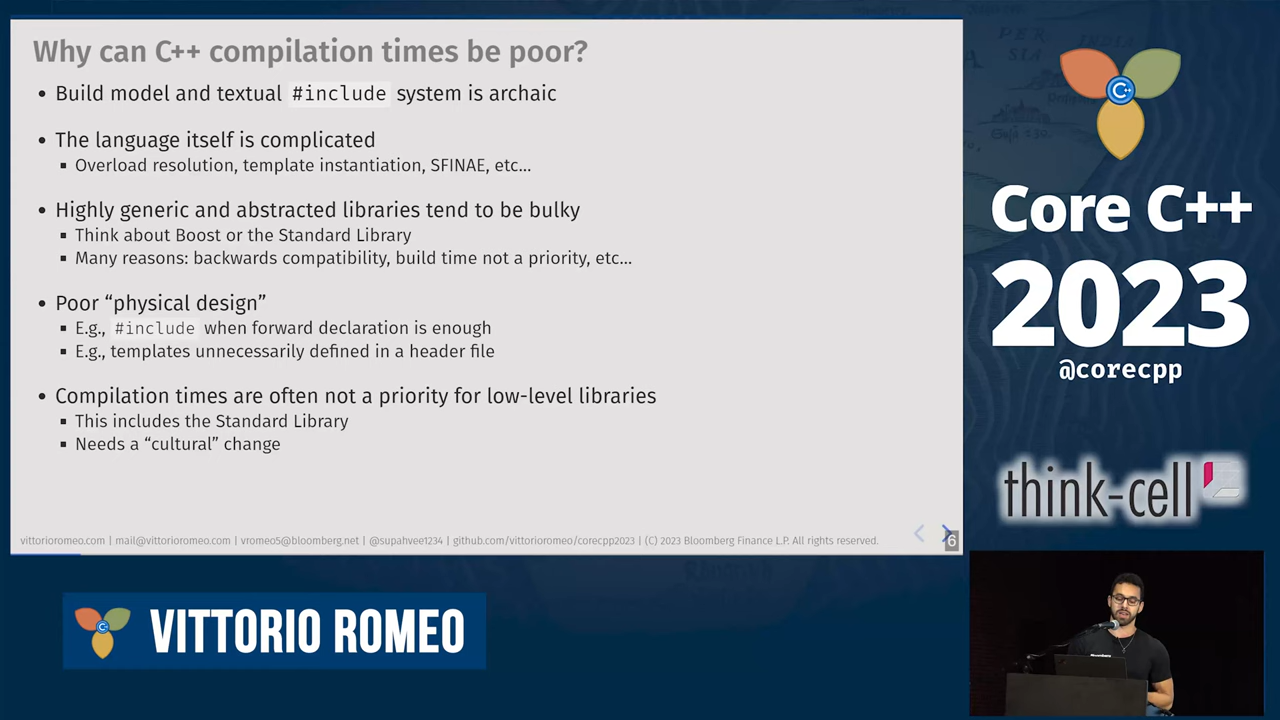 Why can C++ compilation times be poor?
• Build model and textual #include system is archaic
• The language itself is complicated
▪ Overload resolution, template instantiation, SFINAE, etc…
• Highly generic and abstracted libraries tend to be bulky
▪ Think about Boost or the Standard Library
▪ Many reasons: backwards compatibility, build time not a priority, etc…
• Poor “physical design”
▪ E.g., #include when forward declaration is enough
▪ E.g., templates unnecessarily defined in a header file
• Compilation times are often not a priority for low-level libraries
▪ This includes the Standard Library
▪ Needs a “cultural” change
vittorioromeo.com | mail@vittorioromeo.com | vromeo5@bloomberg.net | @supahvee1234 | github.com/vittorioromeo/corecpp2023 | (C) 2023 Bloomberg Finance L.P. All rights reserved.
6
C++
Core C++
2023
@corecpp
think-cell
C++
VITTORIO ROMEO